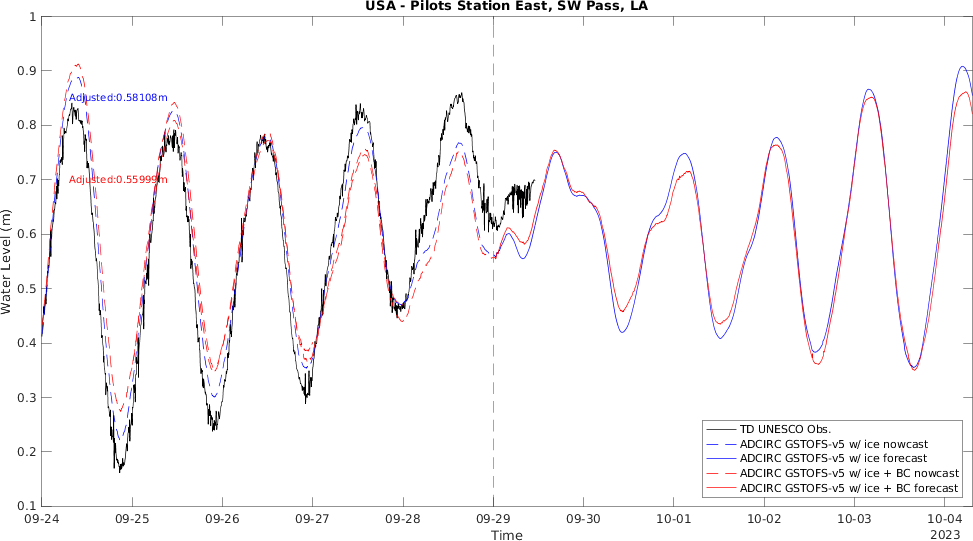 USA - Pilots Station East, SW Pass, LA
1
0.9
0.8
0.7
0.6
0.5
0.4
0.3
0.2
0.1
Water Level (m)
Adjusted:0.58108m
Adjusted:0.55999m
TD UNESCO Obs.
ADCIRC GSTOFS-v5 w/ ice nowcast
ADCIRC GSTOFS-v5 w/ ice forecast
ADCIRC GSTOFS-v5 w/ ice + BC nowcast
ADCIRC GSTOFS-v5 w/ ice + BC forecast
09-24 09-25 09-26 09-27 09-28 09-29 09-30 10-01 10-02 10-03 10-04
Time
2023